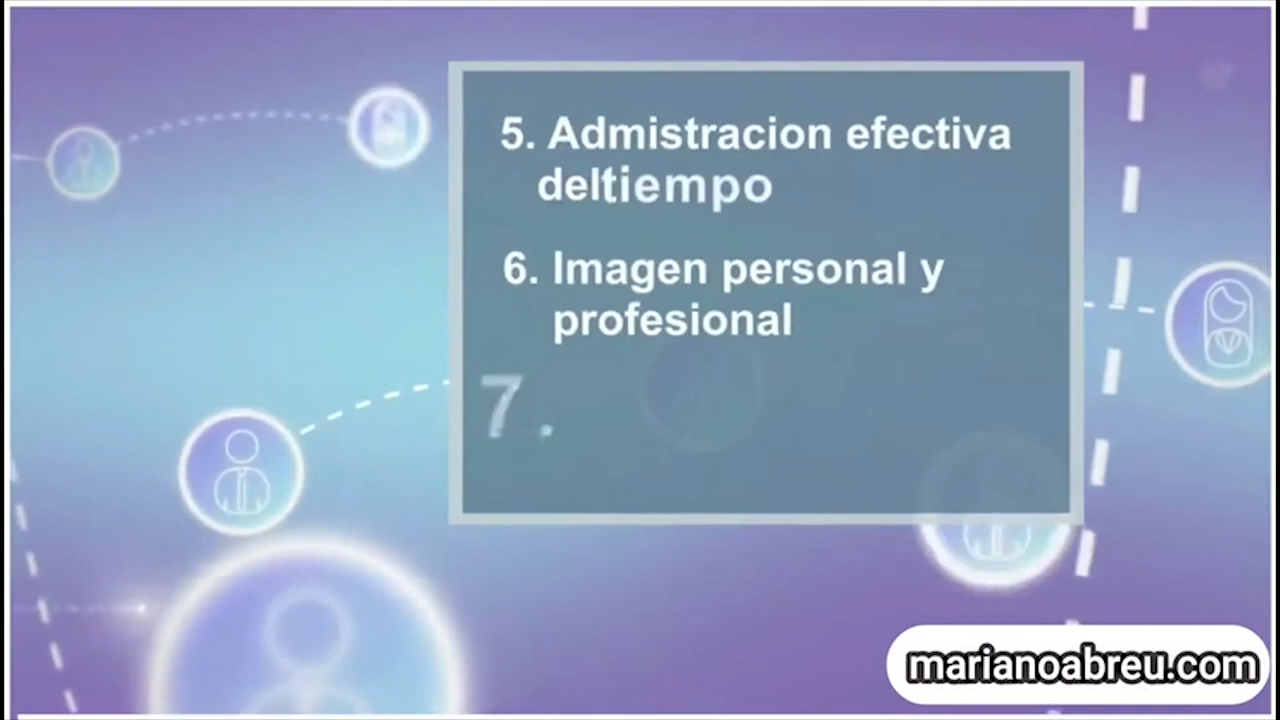 5. Admistracion efectiva
deltiempo
6. Imagen personal y
profesional
7.
marianoabreu.com